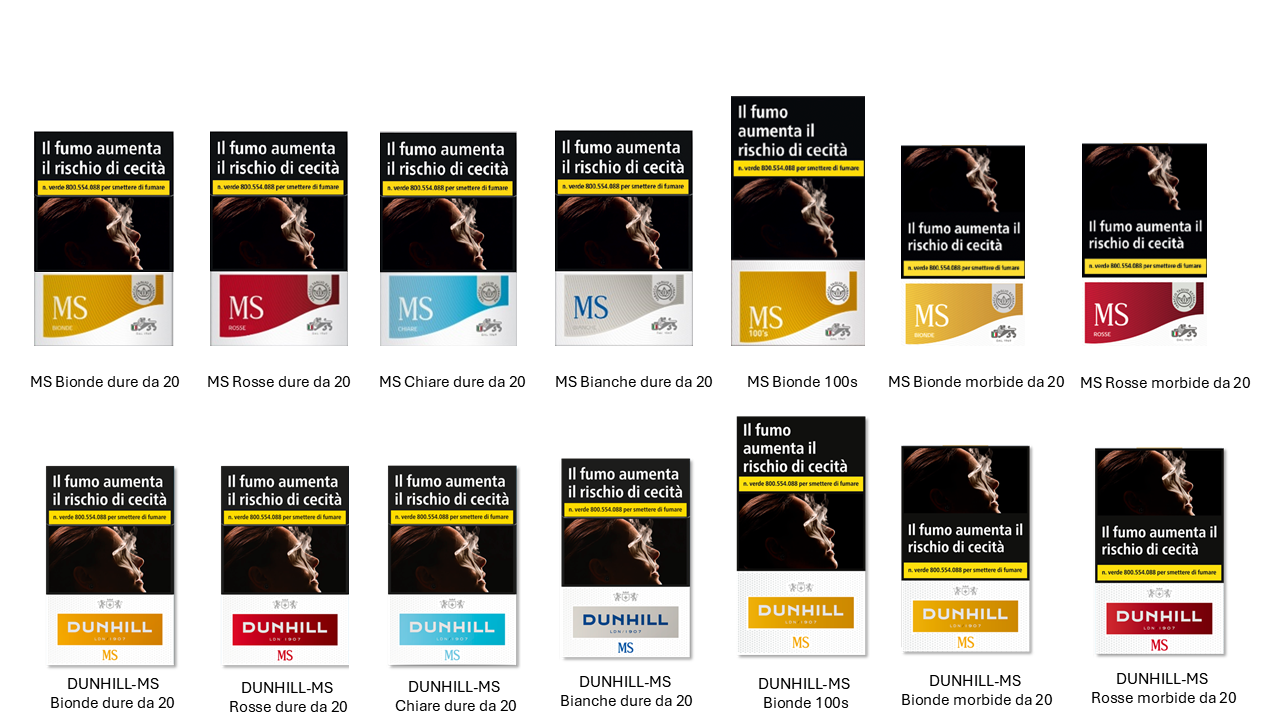 Il fumo aumenta
il rischio di cecità
n. verde 800.554.088 per smettere di fumare
MS
BIONDE
Il fumo aumenta
il rischio di cecità
n. verde 800.554.088 per smettere di fumare
MS
ROSSE
Il fumo aumenta
il rischio di cecità
n. verde 800.554.088 per smettere di fumare
MS
CHIARE
Il fumo aumenta
il rischio di cecità
n. verde 800.554.088 per smettere di fumare
MS
BIANCHE
Il fumo
aumenta il
rischio di cecità
n. verde 800.554.088 per smettere di fumare
MS
100's
Il fumo aumenta il
rischio di cecità
n. verde 800.554.088 per smettere di fumare
MS
BIONDE
Il fumo aumenta il
rischio di cecità
n. verde 800.554.088 per smettere di fumare
MS
ROSSE
MS Bionde dure da 20
MS Rosse dure da 20
MS Chiare dure da 20
MS Bianche dure da 20
MS Bionde 100s
MS Bionde morbide da 20
MS Rosse morbide da 20
Il fumo aumenta
il rischio di cecità
n. verde 800.554.088 per smettere di fumare
DUNHILL
LON 1907
MS
Il fumo aumenta
il rischio di cecità
n. verde 800.554.088 per smettere di fumare
DUNHILL
LON 1907
MS
Il fumo aumenta
il rischio di cecità
n. verde 800.554.088 per smettere di fumare
DUNHILL
LON 1907
MS
Il fumo aumenta
il rischio di cecità
n. verde 800.554.088 per smettere di fumare
DUNHILL
LON 1907
MS
Il fumo
aumenta il
rischio di cecità
n. verde 800.554.088 per smettere di fumare
DUNHILL
LON 1907
MS
Il fumo aumenta il
rischio di cecità
n. verde 800.554.088 per smettere di fumare
DUNHILL
LON 1907
MS
Il fumo aumenta il
rischio di cecità
n. verde 800.554.088 per smettere di fumare
DUNHILL
LON 1907
MS
DUNHILL-MS
Bionde dure da 20
DUNHILL-MS
Rosse dure da 20
DUNHILL-MS
Chiare dure da 20
DUNHILL-MS
Bianche dure da 20
DUNHILL-MS
Bionde 100s
DUNHILL-MS
Bionde morbide da 20
DUNHILL-MS
Rosse morbide da 20